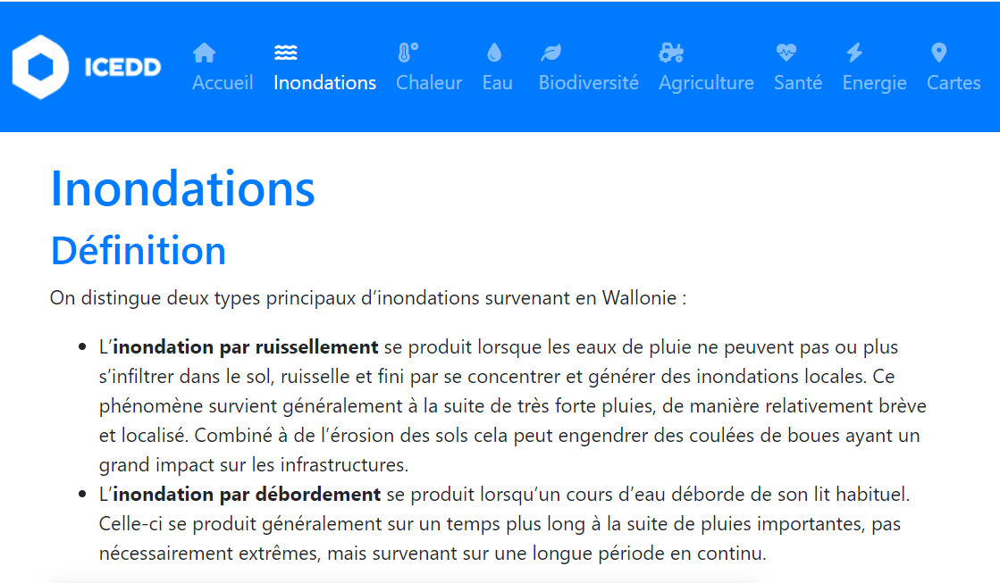 ICEDD
Accueil
Inondations
Chaleur
Eau
Biodiversité
Agriculture
Santé
Energie
Cartes
Inondations
Définition
On distingue deux types principaux d’inondations survenant en Wallonie :
L’inondation par ruissellement se produit lorsque les eaux de pluie ne peuvent pas ou plus
s’infiltrer dans le sol, ruisselle et fini par se concentrer et générer des inondations locales. Ce
phénomène survient généralement à la suite de très forte pluies, de manière relativement brève
et localisé. Combiné à de l’érosion des sols cela peut engendrer des coulées de boues ayant un
grand impact sur les infrastructures.
L’inondation par débordement se produit lorsqu’un cours d’eau déborde de son lit habituel.
Celle-ci se produit généralement sur un temps plus long à la suite de pluies importantes, pas
nécessairement extrêmes, mais survenant sur une longue période en continu.